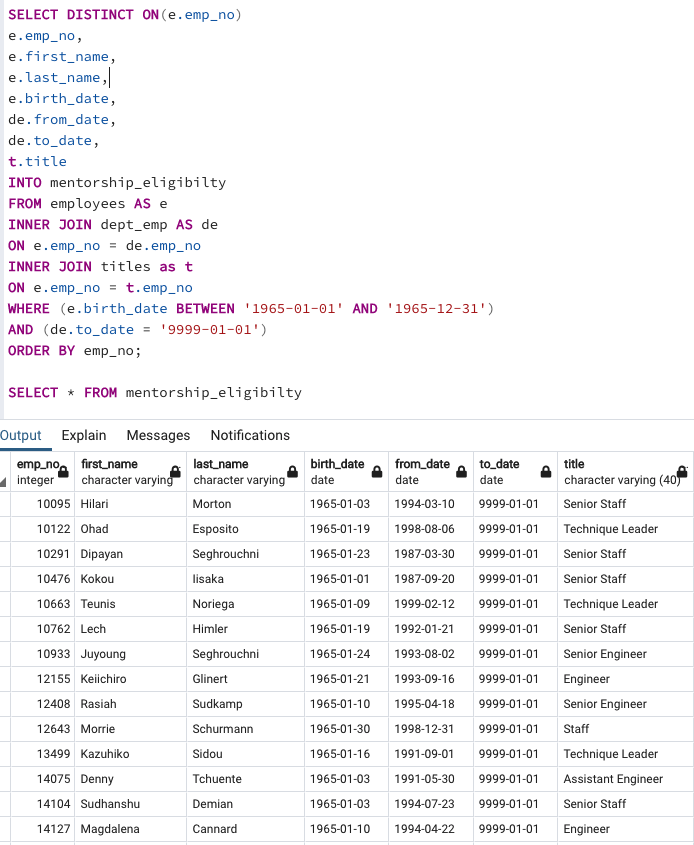 SELECT DISTINCT ON(e.emp_no)
e.emp_no,
e.first_name,
e.last_name,
e.birth_date,
de.from_date,
de.to_date,
t.title
INTO mentorship_eligibilty
FROM employees AS e
INNER JOIN dept_emp AS de
ON e.emp_no = de.emp_no
INNER JOIN titles as t
ON e.emp_no = t.emp_no
WHERE (e.birth_date BETWEEN '1965-01-01' AND '1965-12-31')
AND (de.to_date = '9999-01-01')
ORDER BY emp_no;
SELECT * FROM mentorship_eligibilty
Output Explain Messages Notifications
emp_no first_name last_name birth_date from_date to_date title
integer character varying character varying date date date character varying (40)
10095 Hilari Morton 1965-01-03 1994-03-10 9999-01-01 Senior Staff
10122 Ohad Esposito 1965-01-19 1998-08-06 9999-01-01 Technique Leader
10291 Dipayan Seghrouchni 1965-01-23 1987-03-30 9999-01-01 Senior Staff
10476 Kokou Iisaka 1965-01-01 1987-09-20 9999-01-01 Senior Staff
10663 Teunis Noriega 1965-01-09 1999-02-12 9999-01-01 Technique Leader
10762 Lech Himler 1965-01-19 1992-01-21 9999-01-01 Senior Staff
10933 Juyoung Seghrouchni 1965-01-24 1993-08-02 9999-01-01 Senior Engineer
12155 Keiichiro Glinert 1965-01-21 1993-09-16 9999-01-01 Engineer
12408 Rasiah Sudkamp 1965-01-10 1995-04-18 9999-01-01 Senior Engineer
12643 Morrie Schurmann 1965-01-30 1998-12-31 9999-01-01 Staff
13499 Kazuhiko Sidou 1965-01-16 1991-09-01 9999-01-01 Technique Leader
14075 Denny Tchuente 1965-01-03 1991-05-30 9999-01-01 Assistant Engineer
14104 Sudhanshu Demian 1965-01-03 1994-07-23 9999-01-01 Senior Staff
14127 Magdalena Cannard 1965-01-10 1994-04-22 9999-01-01 Engineer